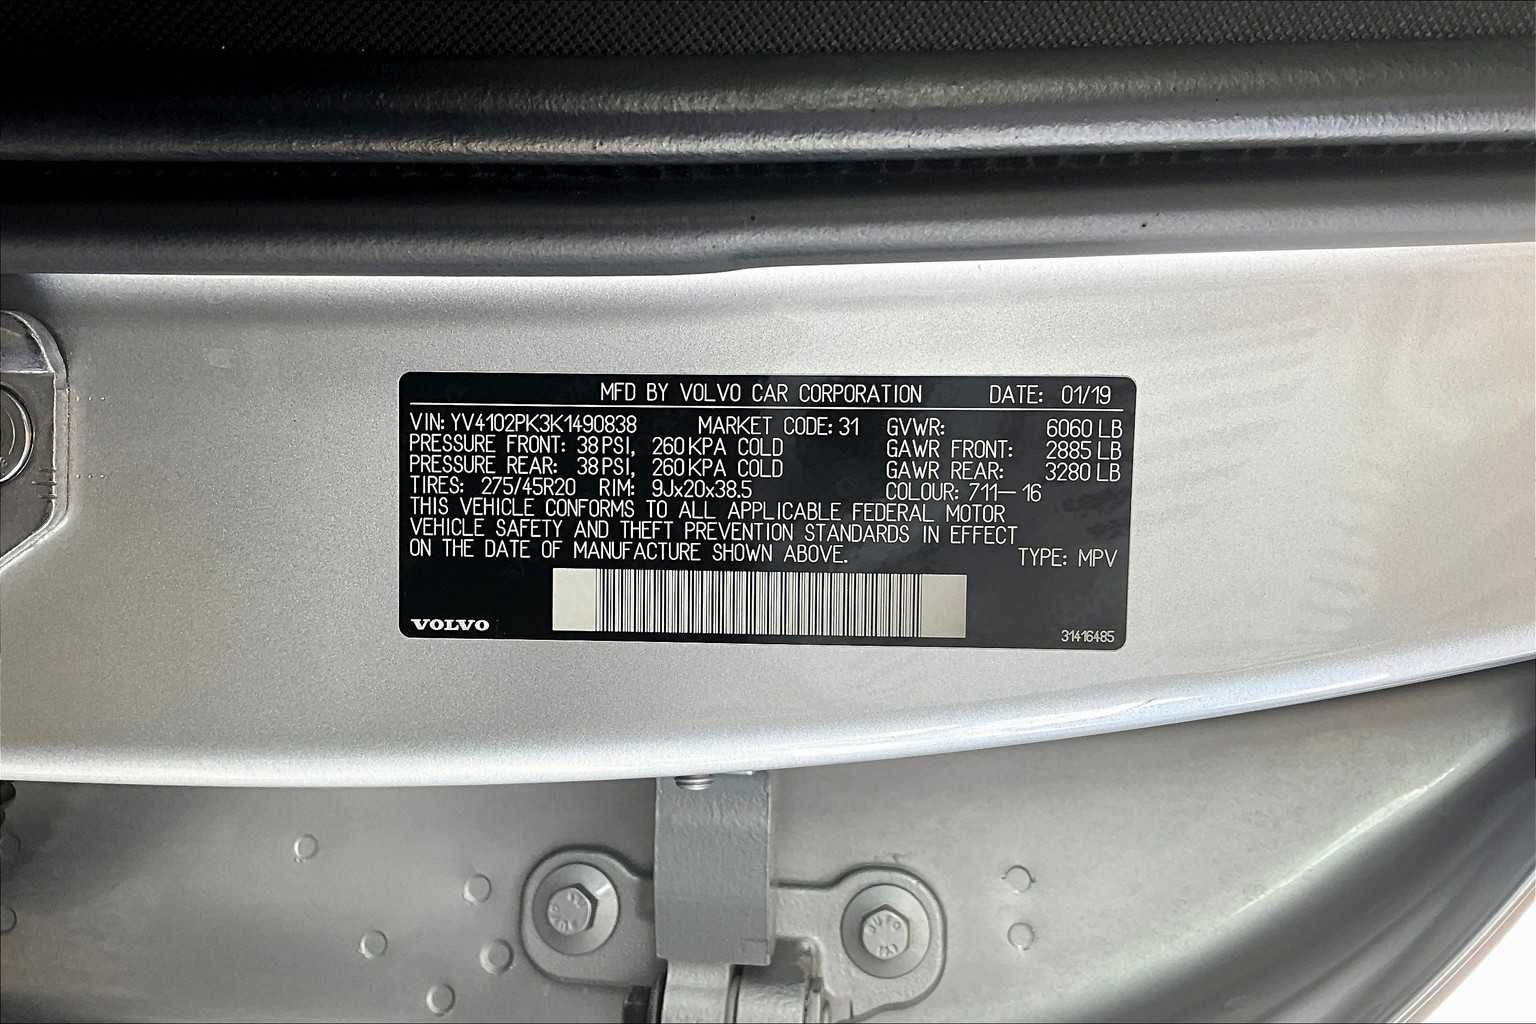 MFD BY VOLVO CAR CORPORATION DATE: 01/19
VIN: YV4102PK3K1490838 MARKET CODE: 31 GVWR: 6060 LB
PRESSURE FRONT: 38 PSI, 260 KPA COLD GAWR FRONT: 2885 LB
PRESSURE REAR: 38 PSI, 260 KPA COLD GAWR REAR: 3280 LB
TIRES: 275/45R20 RIM: 9Jx20x38.5 COLOUR: 711-16
THIS VEHICLE CONFORMS TO ALL APPLICABLE FEDERAL MOTOR
VEHICLE SAFETY AND THEFT PREVENTION STANDARDS IN EFFECT
ON THE DATE OF MANUFACTURE SHOWN ABOVE. TYPE: MPV
VOLVO 31416485